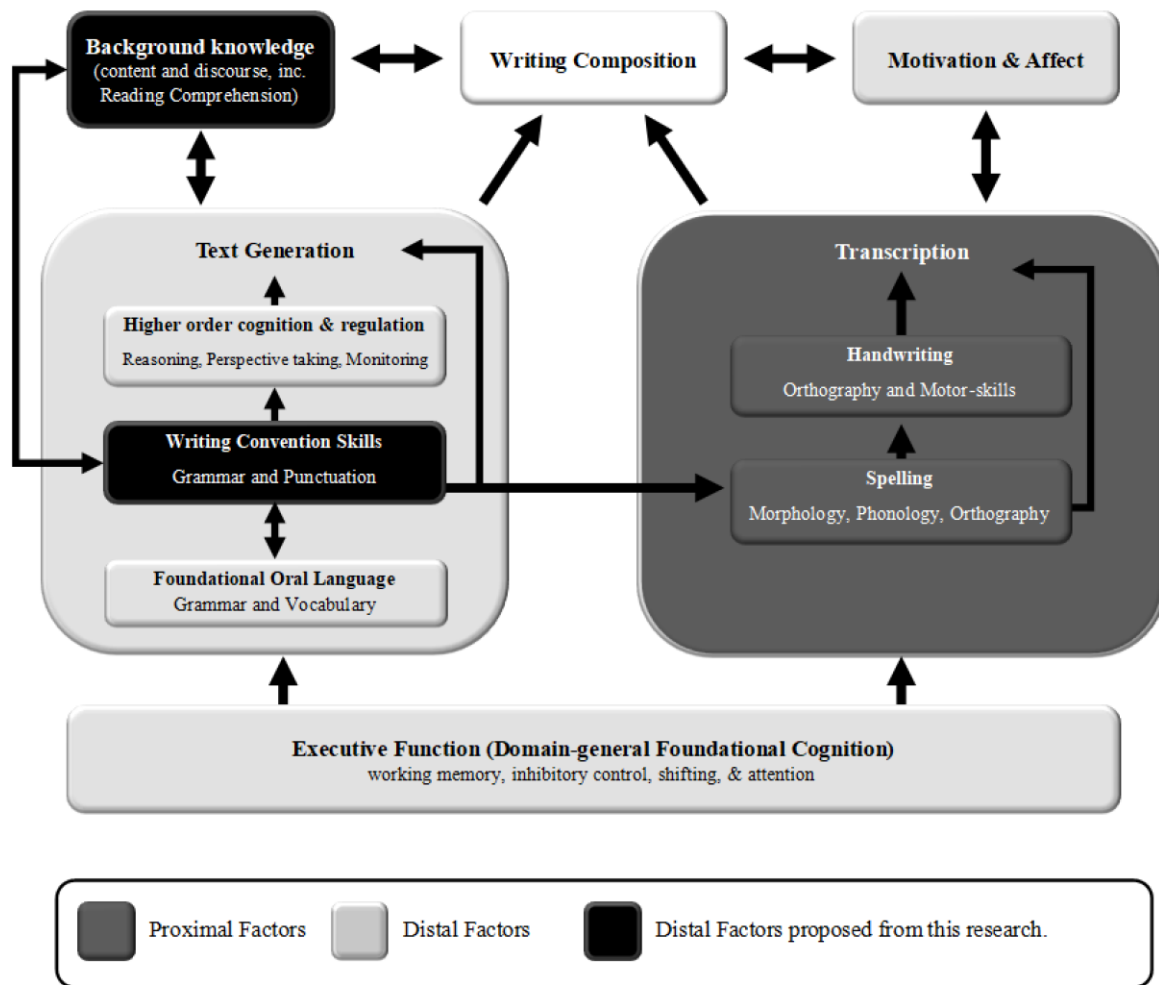 Background knowledge
(content and discourse, inc.
Reading Comprehension)
Writing Composition
Motivation & Affect
Text Generation
Higher order cognition & regulation
Reasoning, Perspective taking, Monitoring
Writing Convention Skills
Grammar and Punctuation
Foundational Oral Language
Grammar and Vocabulary
Transcription
Handwriting
Orthography and Motor-skills
Spelling
Morphology, Phonology, Orthography
Executive Function (Domain-general Foundational Cognition)
working memory, inhibitory control, shifting, & attention
Proximal Factors
Distal Factors
Distal Factors proposed from this research.